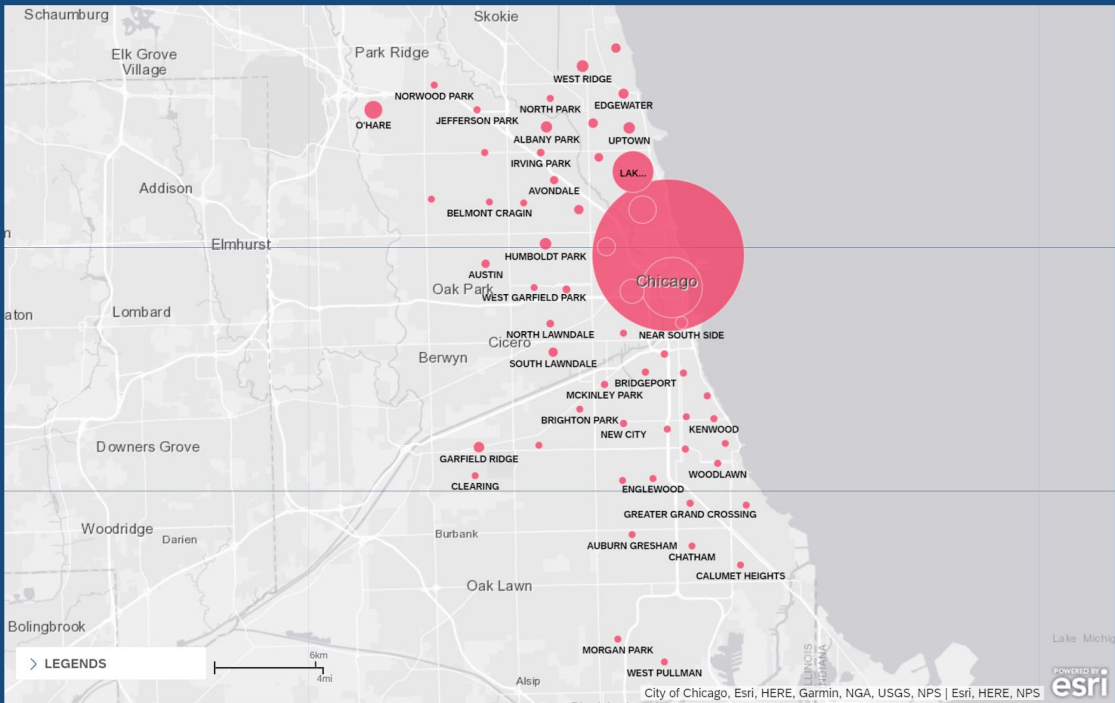 Schaumburg
Skokie
Elk Grove
Village
Park Ridge
WEST RIDGE
NORWOOD PARK
NORTH PARK
EDGEWATER
O'HARE
JEFFERSON PARK
ALBANY PARK
UPTOWN
IRVING PARK
LAK...
Addison
AVONDALE
BELMONT CRAGIN
n
Elmhurst
HUMBOLDT PARK
AUSTIN
Chicago
Oak Park
WEST GARFIELD PARK
aton
Lombard
NORTH LAWNDALE
NEAR SOUTH SIDE
Cicero
Berwyn
SOUTH LAWNDALE
BRIDGEPORT
MCKINLEY PARK
BRIGHTON PARK
KENWOOD
NEW CITY
Downers Grove
GARFIELD RIDGE
WOODLAWN
CLEARING
ENGLEWOOD
GREATER GRAND CROSSING
Woodridge
Darien
Burbank
AUBURN GRESHAM
CHATHAM
CALUMET HEIGHTS
Oak Lawn
Bolingbrook
Lake Michig
MORGAN PARK
LEGENDS
6km
4mi
ILLINOIS
INDIANA
WEST PULLMAN
Alsip
POWERED BY
esri
City of Chicago, Esri, HERE, Garmin, NGA, USGS, NPS | Esri, HERE, NPS